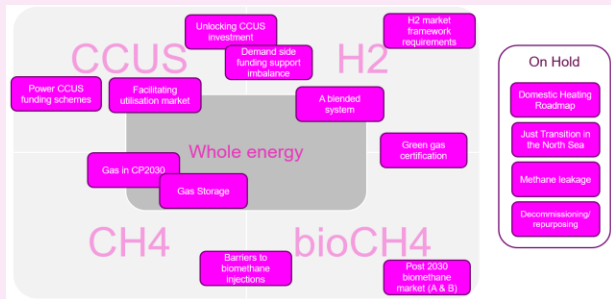 Unlocking CCUS
investment
H2 market
framework
requirements
CCUS
Demand side
funding support
imbalance
H2
On Hold
Power CCUS
funding schemes
Facilitating
utilisation market
A blended
system
Domestic Heating
Roadmap
Just Transition in
the North Sea
Whole energy
Green gas
certification
Gas in CP2030
Methane leakage
Gas Storage
Decommissioning/
repurposing
CH4
bioCH4
Barriers to
biomethane
injections
Post 2030
biomethane
market (A & B)